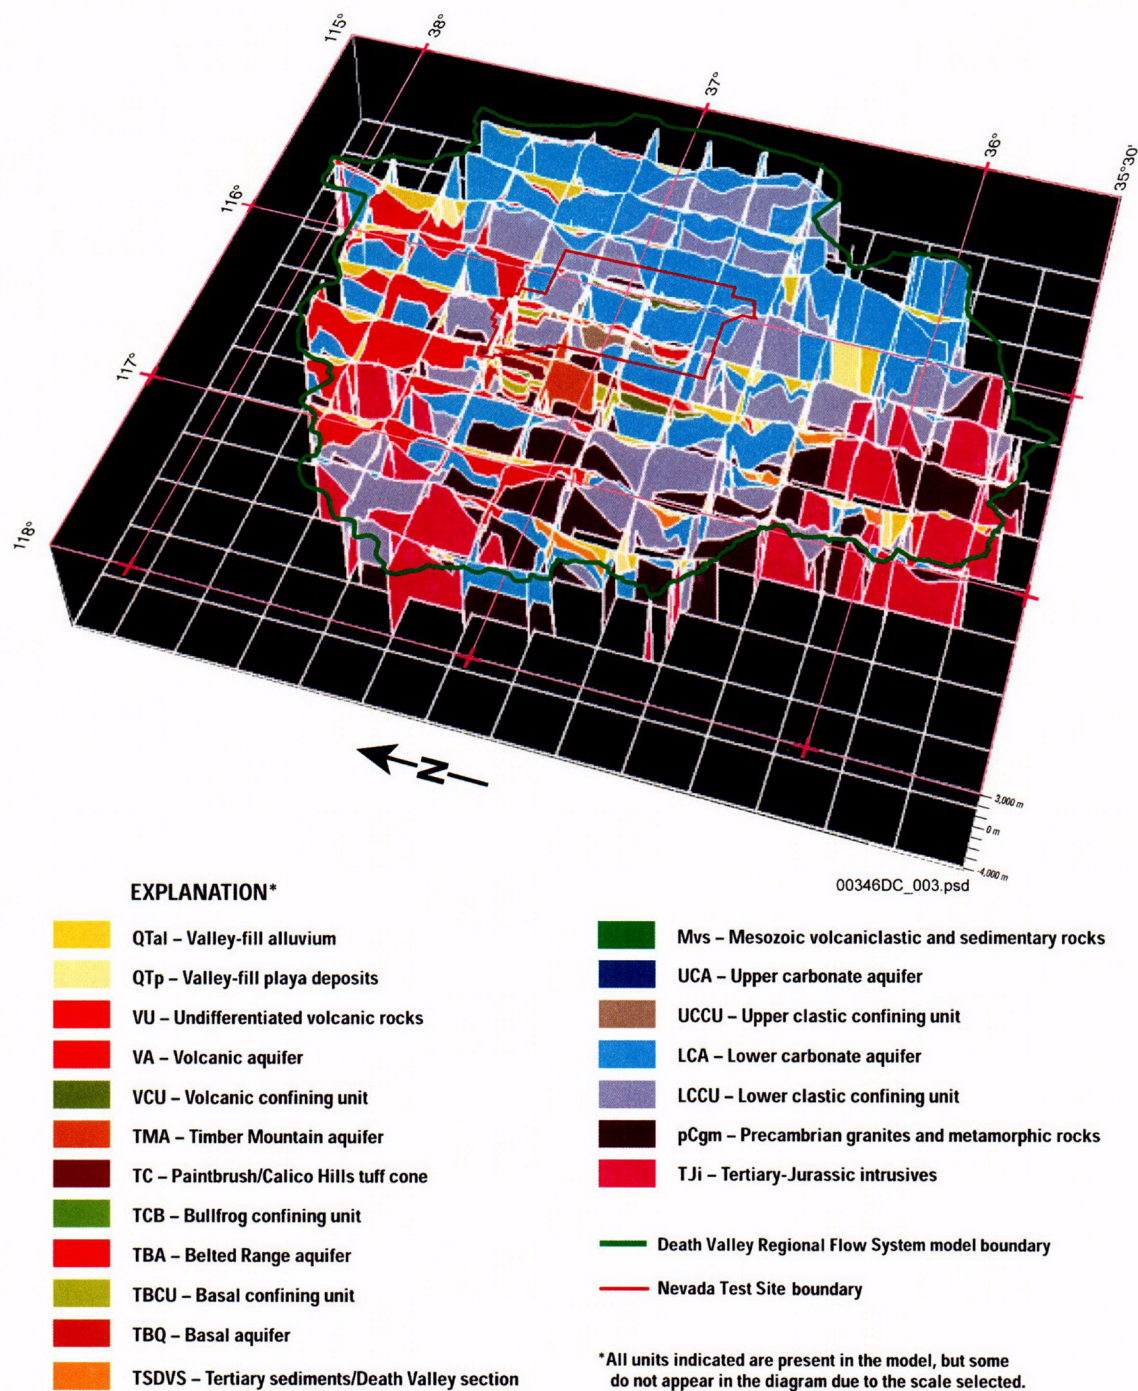 115°
38°
37°
36°
35°30'
116°
117°
118°
N
3,000 m
0 m
-4,000 m
00346DC_003.psd
EXPLANATION*
QTal – Valley-fill alluvium
QTp – Valley-fill playa deposits
VU – Undifferentiated volcanic rocks
VA – Volcanic aquifer
VCU – Volcanic confining unit
TMA – Timber Mountain aquifer
TC – Paintbrush/Calico Hills tuff cone
TCB – Bullfrog confining unit
TBA – Belted Range aquifer
TBCU – Basal confining unit
TBQ – Basal aquifer
TSDVS – Tertiary sediments/Death Valley section
Mvs – Mesozoic volcaniclastic and sedimentary rocks
UCA – Upper carbonate aquifer
UCCU – Upper clastic confining unit
LCA – Lower carbonate aquifer
LCCU – Lower clastic confining unit
pCgm – Precambrian granites and metamorphic rocks
TJi – Tertiary-Jurassic intrusives
Death Valley Regional Flow System model boundary
Nevada Test Site boundary
*All units indicated are present in the model, but some
do not appear in the diagram due to the scale selected.